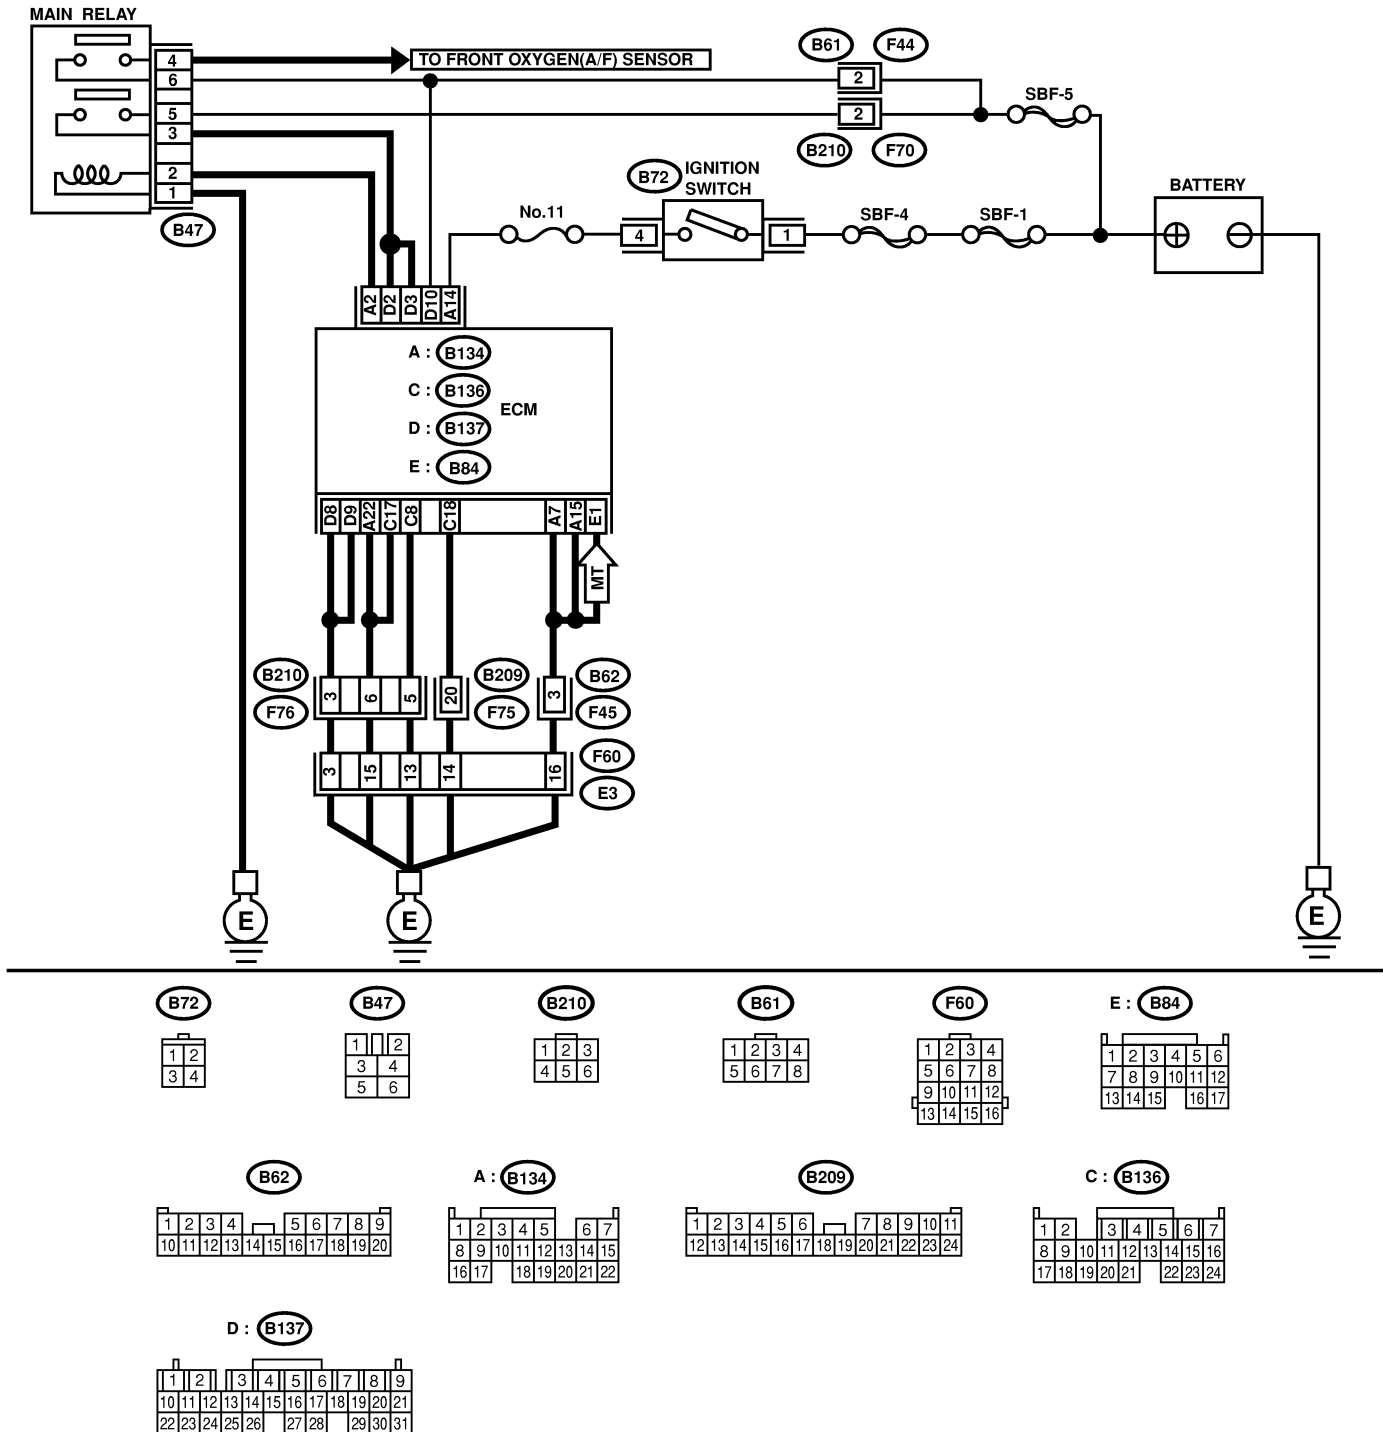 MAIN RELAY
4
TO FRONT OXYGEN(A/F) SENSOR
B61 F44
6
2
SBF-5
5
2
3
B210 F70
2
B72 IGNITION
SWITCH
1
BATTERY
B47
No.11
SBF-4
SBF-1
4
1
A2 D2 D3 D10 A14
A : B134
C : B136
ECM
D : B137
E : B84
D8 D9 A22 C17 C8 C18 A7 A15 E1
MT
B210 B209 B62
3 6 5 20 3
F76 F75 F45
F60
3 15 13 14 16
E3
E E E
B72 B47 B210 B61 F60 E : B84
1 2
3 4
1 2
3 4
5 6
1 2 3
4 5 6
1 2 3 4
5 6 7 8
1 2 3 4
5 6 7 8
9 10 11 12
13 14 15 16
1 2 3 4 5 6
7 8 9 10 11 12
13 14 15 16 17
B62 A : B134 B209 C : B136
1 2 3 4 5 6 7 8 9
10 11 12 13 14 15 16 17 18 19 20
1 2 3 4 5 6 7
8 9 10 11 12 13 14 15
16 17 18 19 20 21 22
1 2 3 4 5 6 7 8 9 10 11
12 13 14 15 16 17 18 19 20 21 22 23 24
1 2 3 4 5 6 7
8 9 10 11 12 13 14 15 16
17 18 19 20 21 22 23 24
D : B137
1 2 3 4 5 6 7 8 9
10 11 12 13 14 15 16 17 18 19 20 21
22 23 24 25 26 27 28 29 30 31